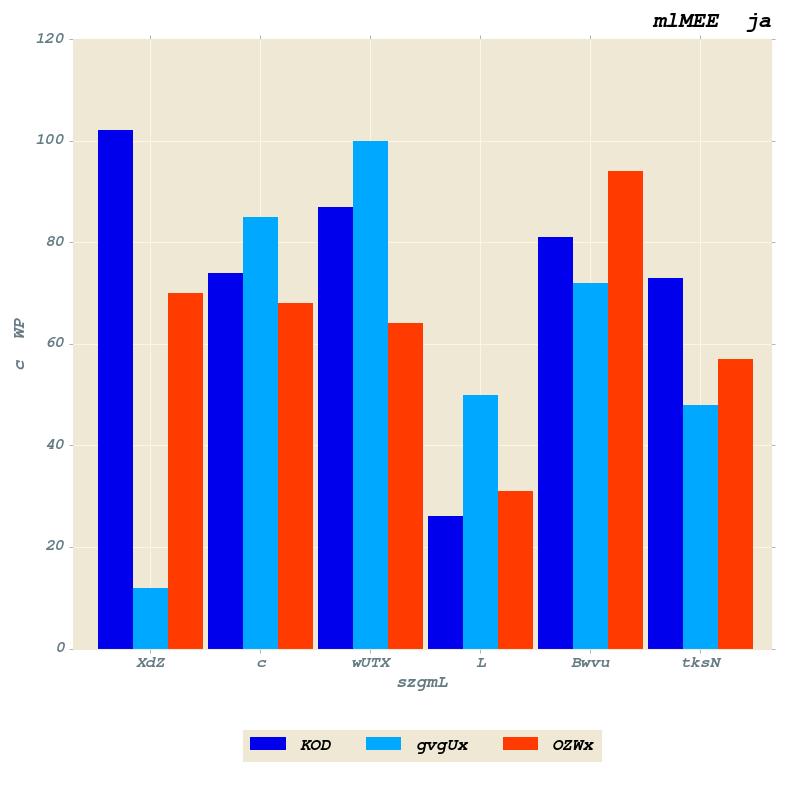 mlMEE ja
120
100
80
60
40
20
0
c WP
XdZ c wUTX L Bwvu tksN
szgmL
KOD gvgUx OZWx